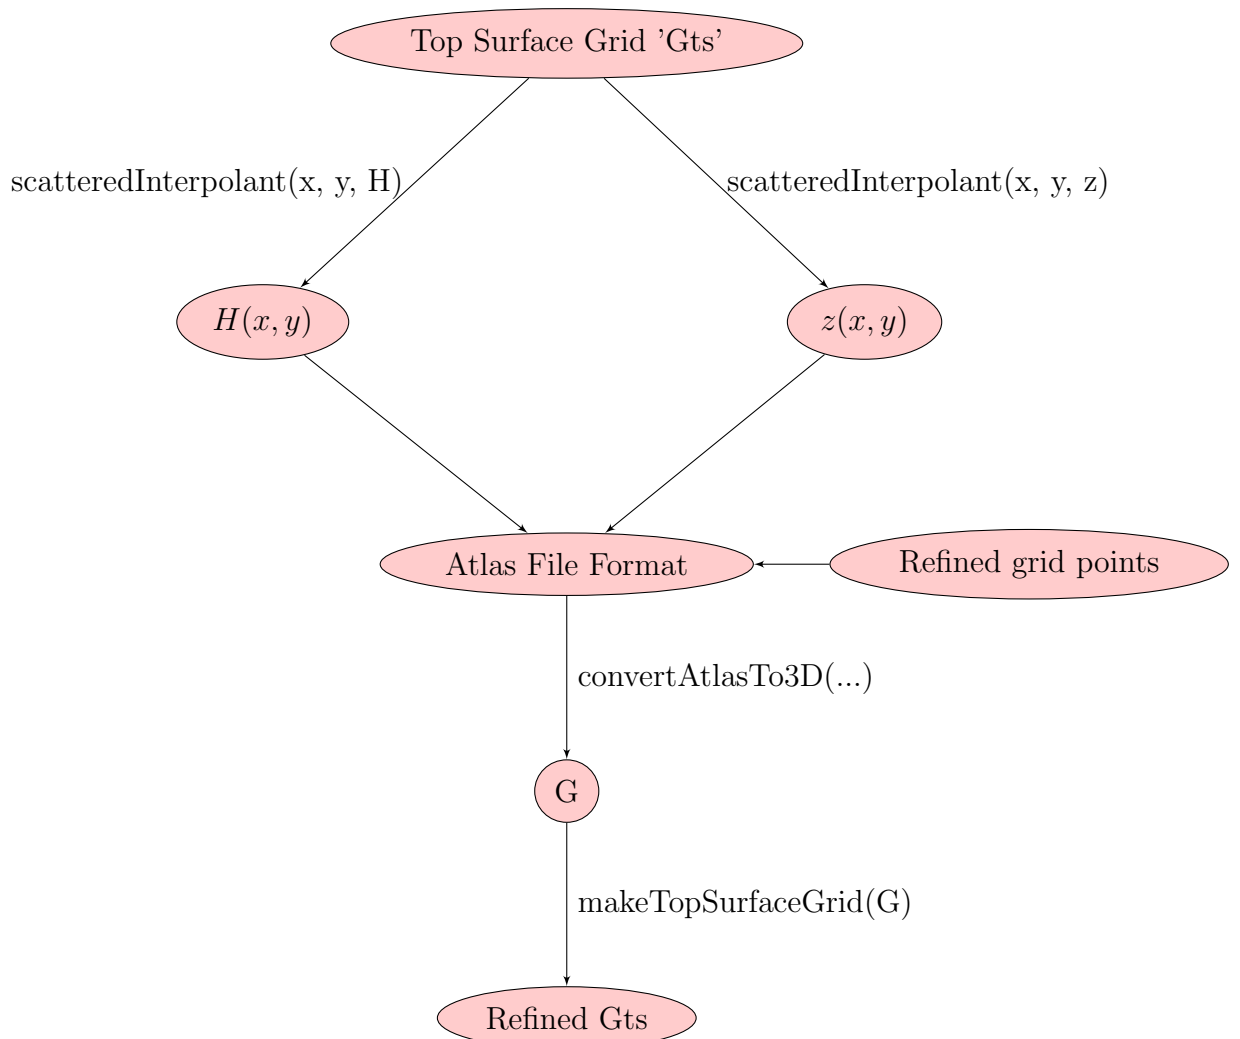 Top Surface Grid 'Gts'
scatteredInterpolant(x, y, H)
scatteredInterpolant(x, y, z)
H(x, y)
z(x, y)
Atlas File Format
Refined grid points
convertAtlasTo3D(...)
G
makeTopSurfaceGrid(G)
Refined Gts